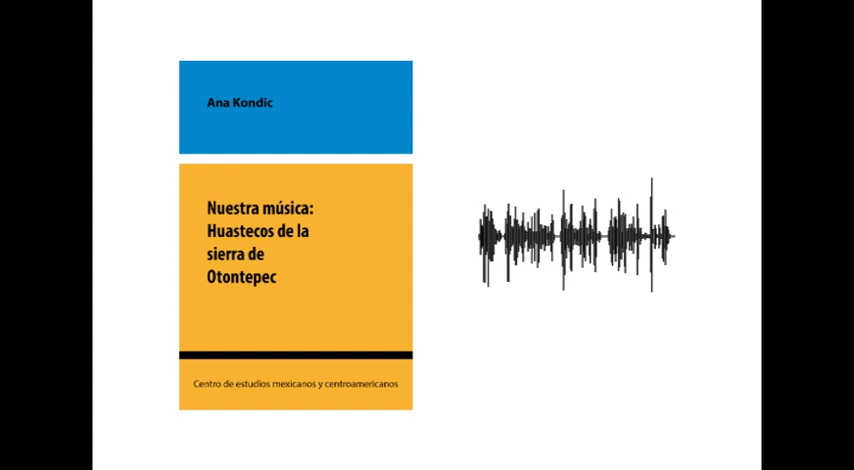 Ana Kondic
Nuestra música:
Huastecos de la
sierra de
Otontepec
Centro de estudios mexicanos y centroamericanos